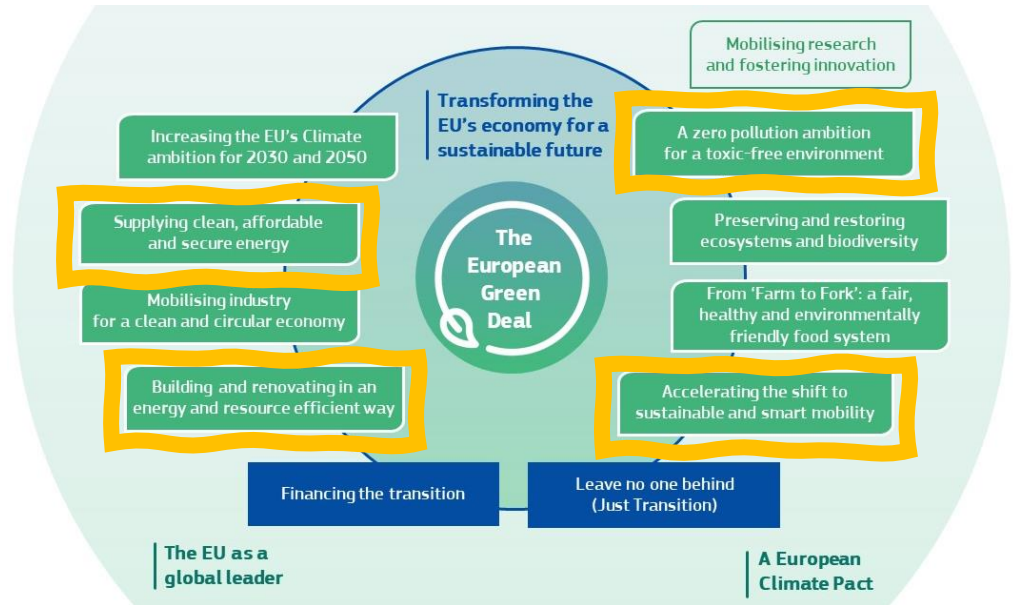 Mobilising research
and fostering innovation
Transforming the
EU's economy for a
sustainable future
Increasing the EU's Climate
ambition for 2030 and 2050
Supplying clean, affordable
and secure energy
Mobilising industry
for a clean and circular economy
Building and renovating in an
energy and resource efficient way
The
European
Green
Deal
A zero pollution ambition
for a toxic-free environment
Preserving and restoring
ecosystems and biodiversity
From ‘Farm to Fork’: a fair,
healthy and environmentally
friendly food system
Accelerating the shift to
sustainable and smart mobility
Financing the transition
Leave no one behind
(Just Transition)
The EU as a
global leader
A European
Climate Pact